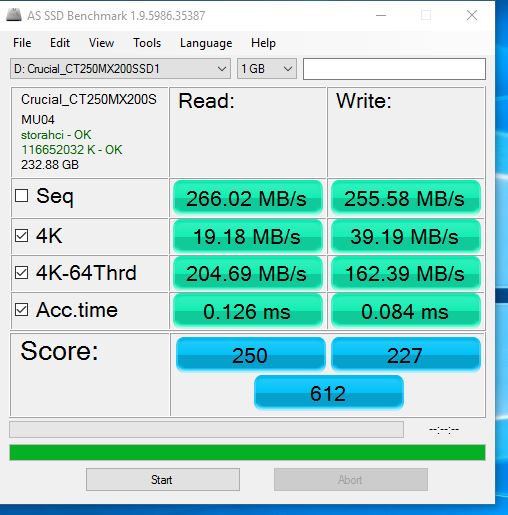 AS SSD Benchmark 1.9.5986.35387
File Edit View Tools Language Help
D: Crucial_CT250MX200SSD1 1 GB
Crucial_CT250MX200S Read: Write:
MU04
storahci - OK
116652032 K - OK
232.88 GB
Seq 266.02 MB/s 255.58 MB/s
4K 19.18 MB/s 39.19 MB/s
4K-64Thrd 204.69 MB/s 162.39 MB/s
Acc.time 0.126 ms 0.084 ms
Score: 250 227
612
--:--:--
Start Abort